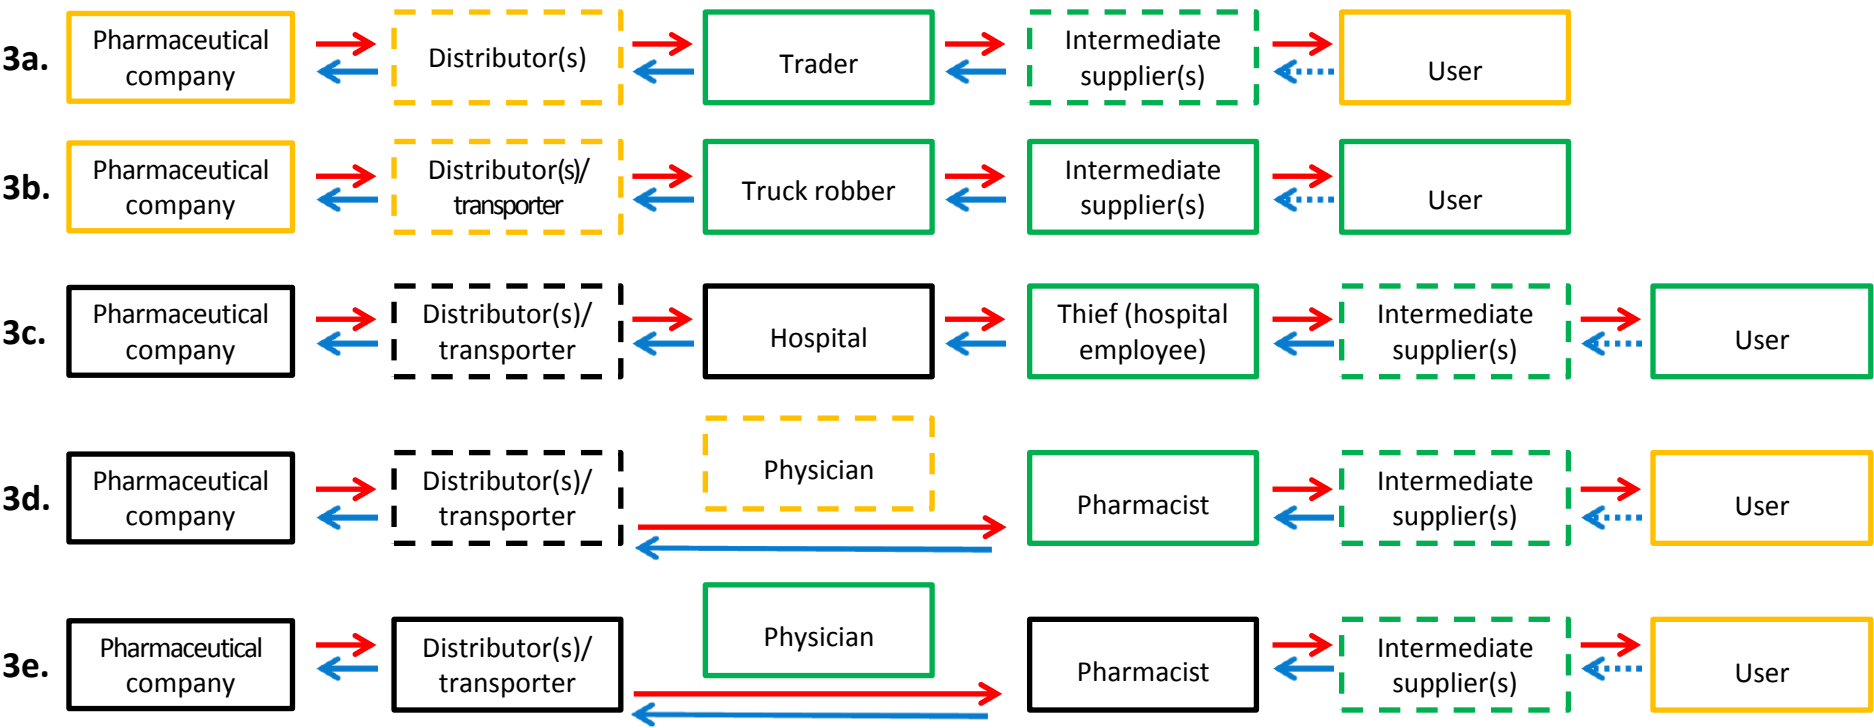 3a.
Pharmaceutical
company
Distributor(s)
Trader
Intermediate
supplier(s)
User
3b.
Pharmaceutical
company
Distributor(s)/
transporter
Truck robber
Intermediate
supplier(s)
User
3c.
Pharmaceutical
company
Distributor(s)/
transporter
Hospital
Thief (hospital
employee)
Intermediate
supplier(s)
User
3d.
Pharmaceutical
company
Distributor(s)/
transporter
Physician
Pharmacist
Intermediate
supplier(s)
User
3e.
Pharmaceutical
company
Distributor(s)/
transporter
Physician
Pharmacist
Intermediate
supplier(s)
User